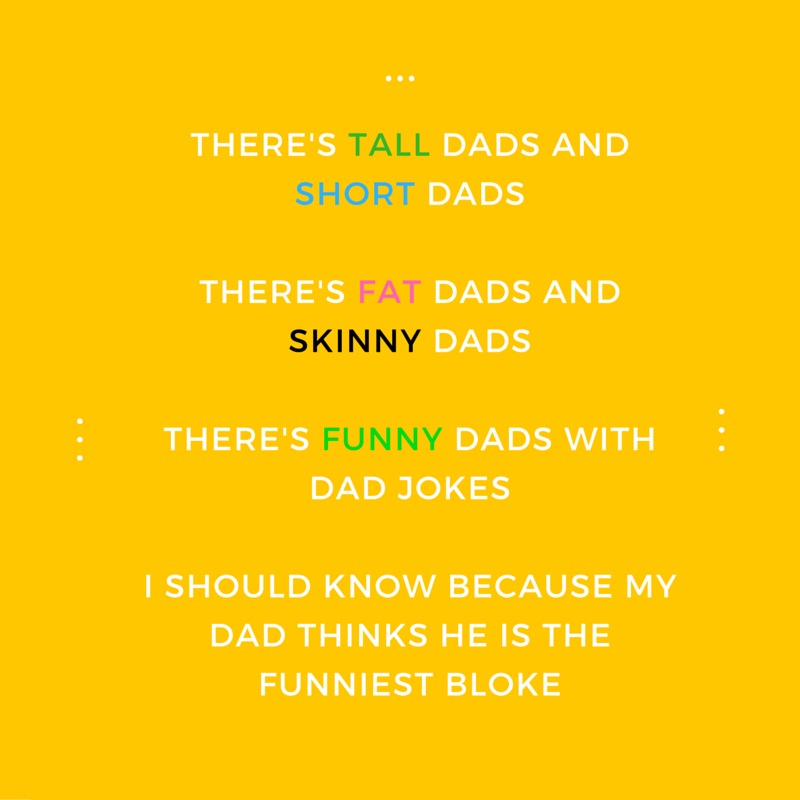 THERE'S TALL DADS AND
SHORT DADS
THERE'S FAT DADS AND
SKINNY DADS
THERE'S FUNNY DADS WITH
DAD JOKES
I SHOULD KNOW BECAUSE MY
DAD THINKS HE IS THE
FUNNIEST BLOKE